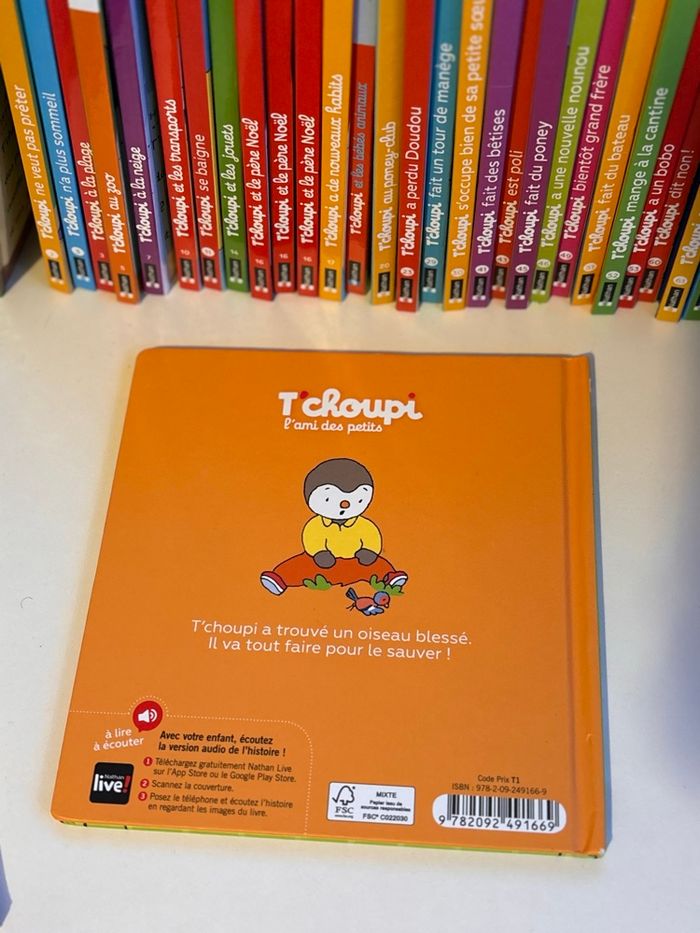 T'choupi ne veut pas prêter
T'choupi n'a plus sommeil
T'choupi à la plage
T'choupi au zoo
T'choupi à la neige
T'choupi et les transports
T'choupi se baigne
T'choupi et les jouets
T'choupi et le père Noël
T'choupi et le père Noël
T'choupi et le père Noël
T'choupi a de nouveaux habits
T'choupi et les bébés animaux
T'choupi au poney-club
T'choupi a perdu Doudou
T'choupi fait un tour de manège
T'choupi s'occupe bien de sa petite sœu
T'choupi fait des bêtises
T'choupi est poli
T'choupi fait du poney
T'choupi a une nouvelle nounou
T'choupi bientôt grand frère
T'choupi fait du bateau
T'choupi mange à la cantine
T'choupi a un bobo
T'choupi dit non !
T'choupi
T'choupi
l'ami des petits
T'choupi a trouvé un oiseau blessé.
Il va tout faire pour le sauver !
à lire
à écouter
Nathan
live!
Avec votre enfant, écoutez
la version audio de l'histoire !
1 Téléchargez gratuitement Nathan Live
sur l'App Store ou le Google Play Store.
2 Scannez la couverture.
3 Posez le téléphone et écoutez l'histoire
en regardant les images du livre.
FSC
www.fsc.org
MIXTE
Papier issu de
sources responsables
FSC® C022030
Code Prix T1
ISBN : 978-2-09-249166-9
9 782092 491669